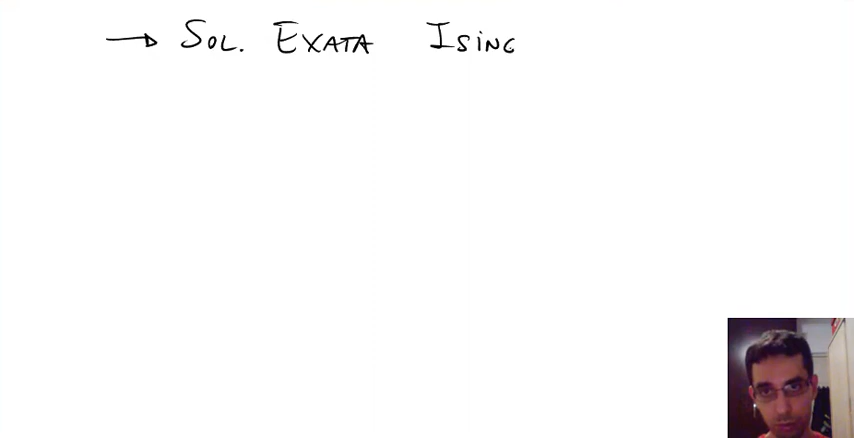 → SOL. EXATA ISING